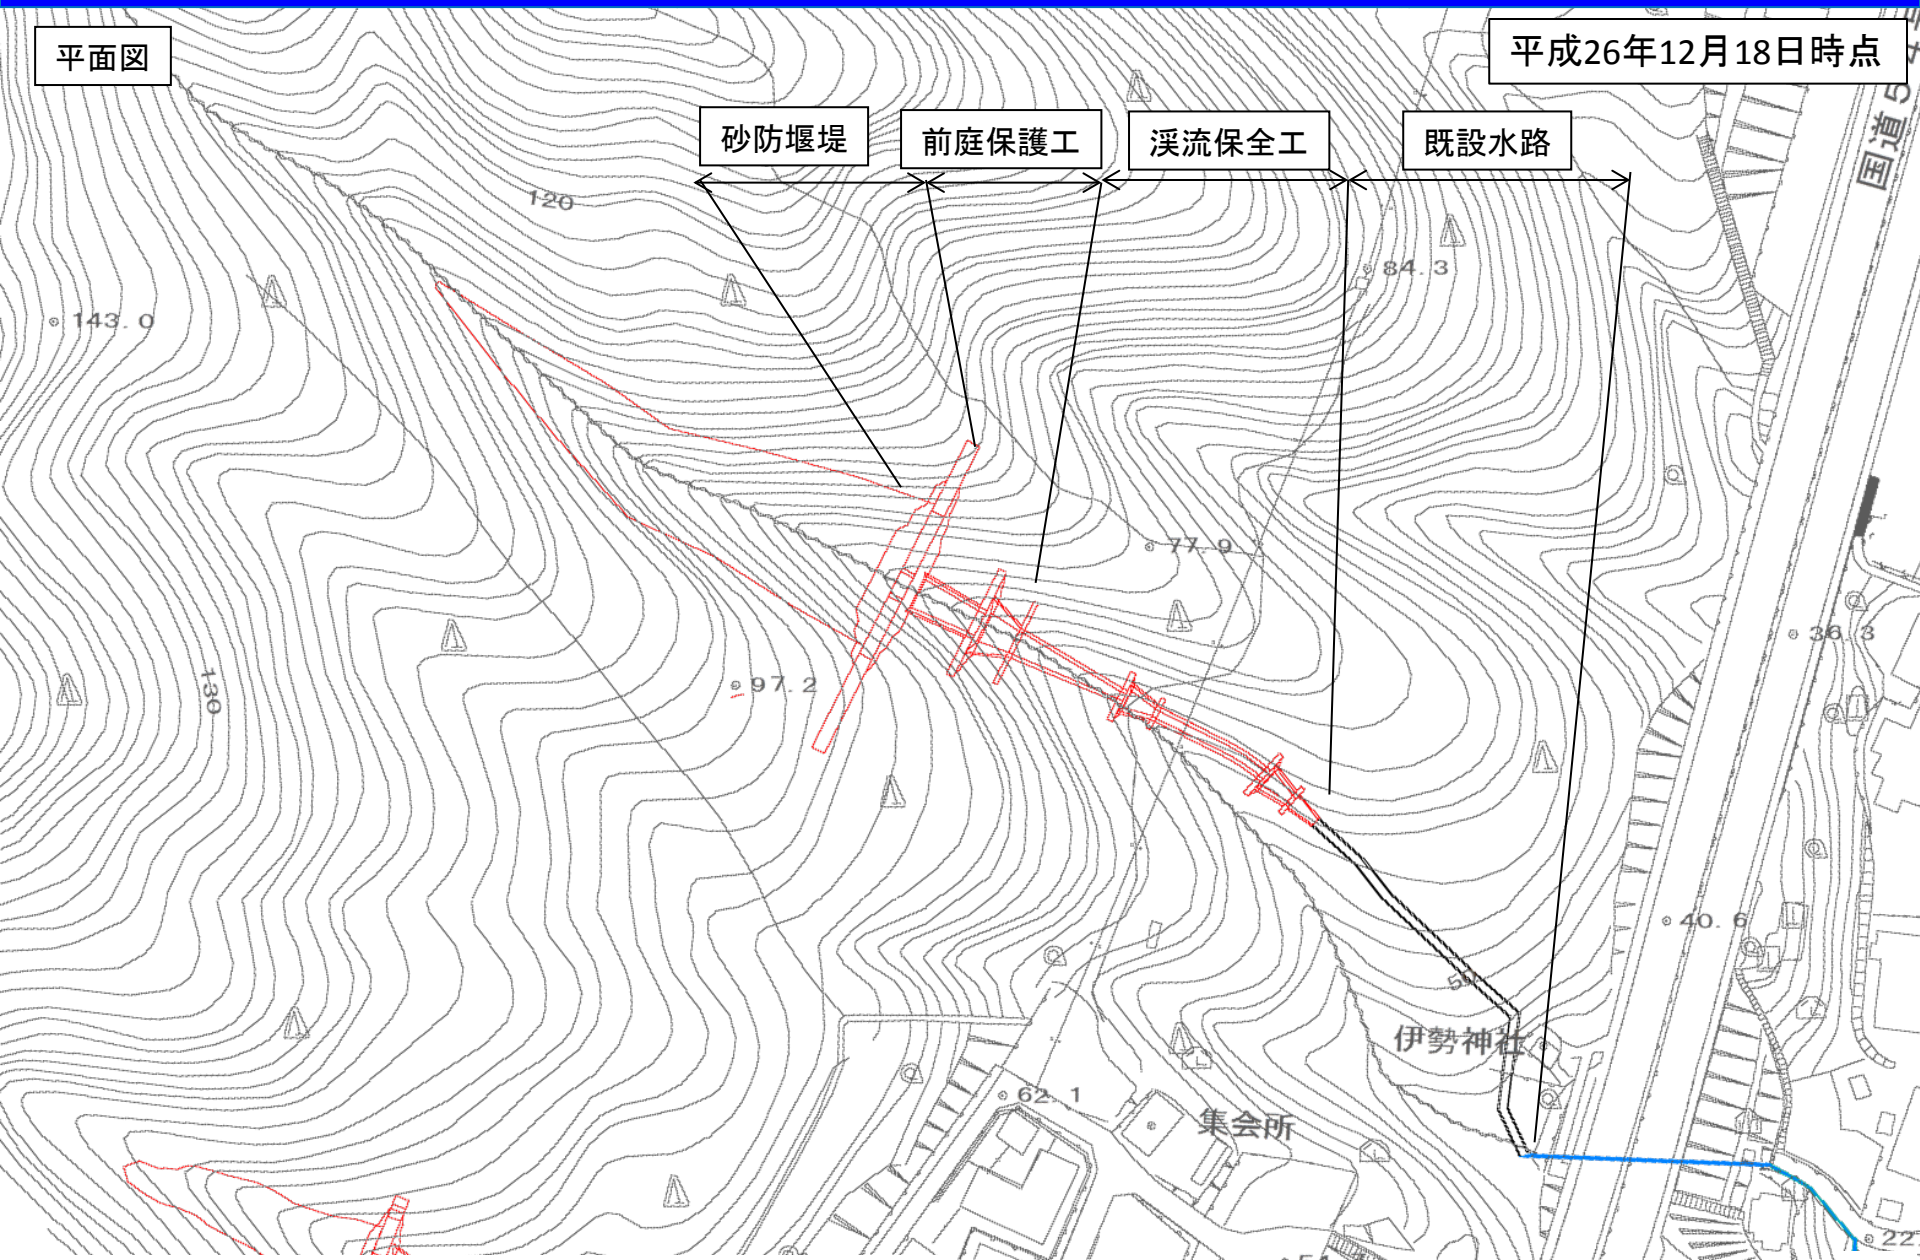 平面図
平成26年12月18日時点
砂防堰堤
前庭保護工
渓流保全工
既設水路
国道5
120
84.3
143.0
77.9
36.3
97.2
130
40.6
50
伊勢神社
62.1
集会所
22